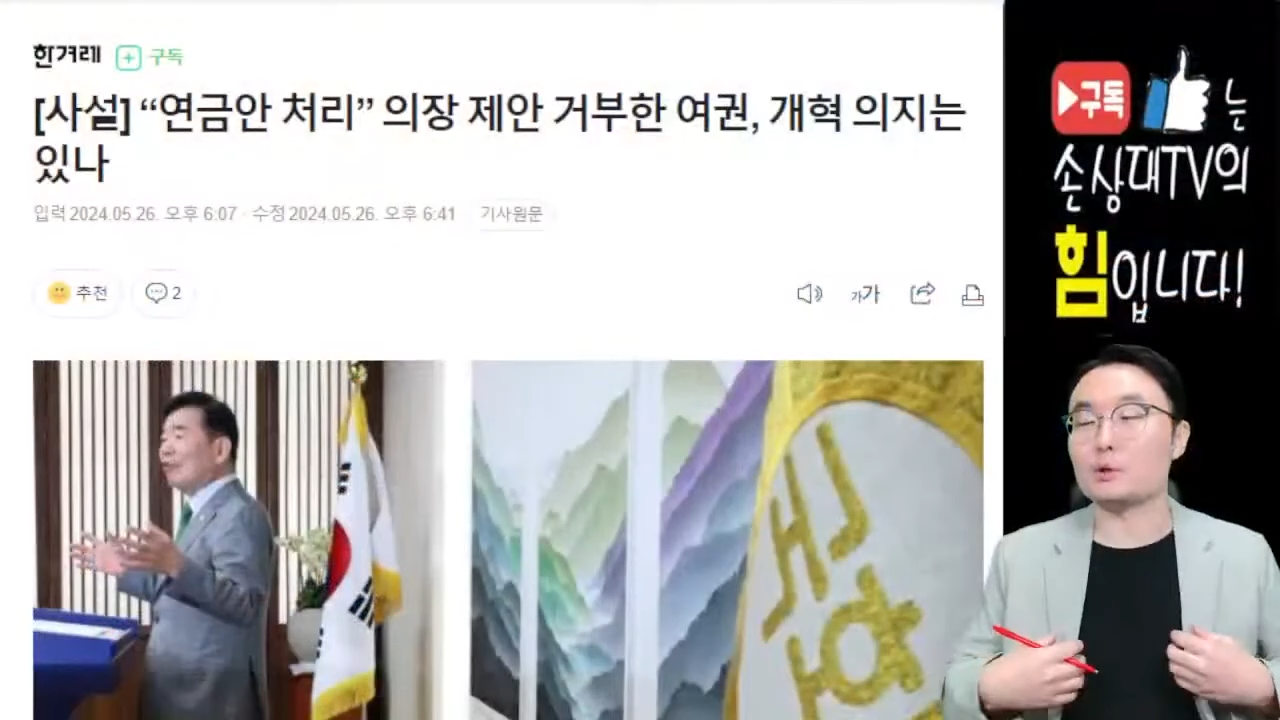 한겨레 구독
[사설] “연금안 처리” 의장 제안 거부한 여권, 개혁 의지는
있나
입력 2024.05.26. 오후 6:07 · 수정 2024.05.26. 오후 6:41 기사원문
추천 2
가가
구독 는
손상대TV의
힘입니다!